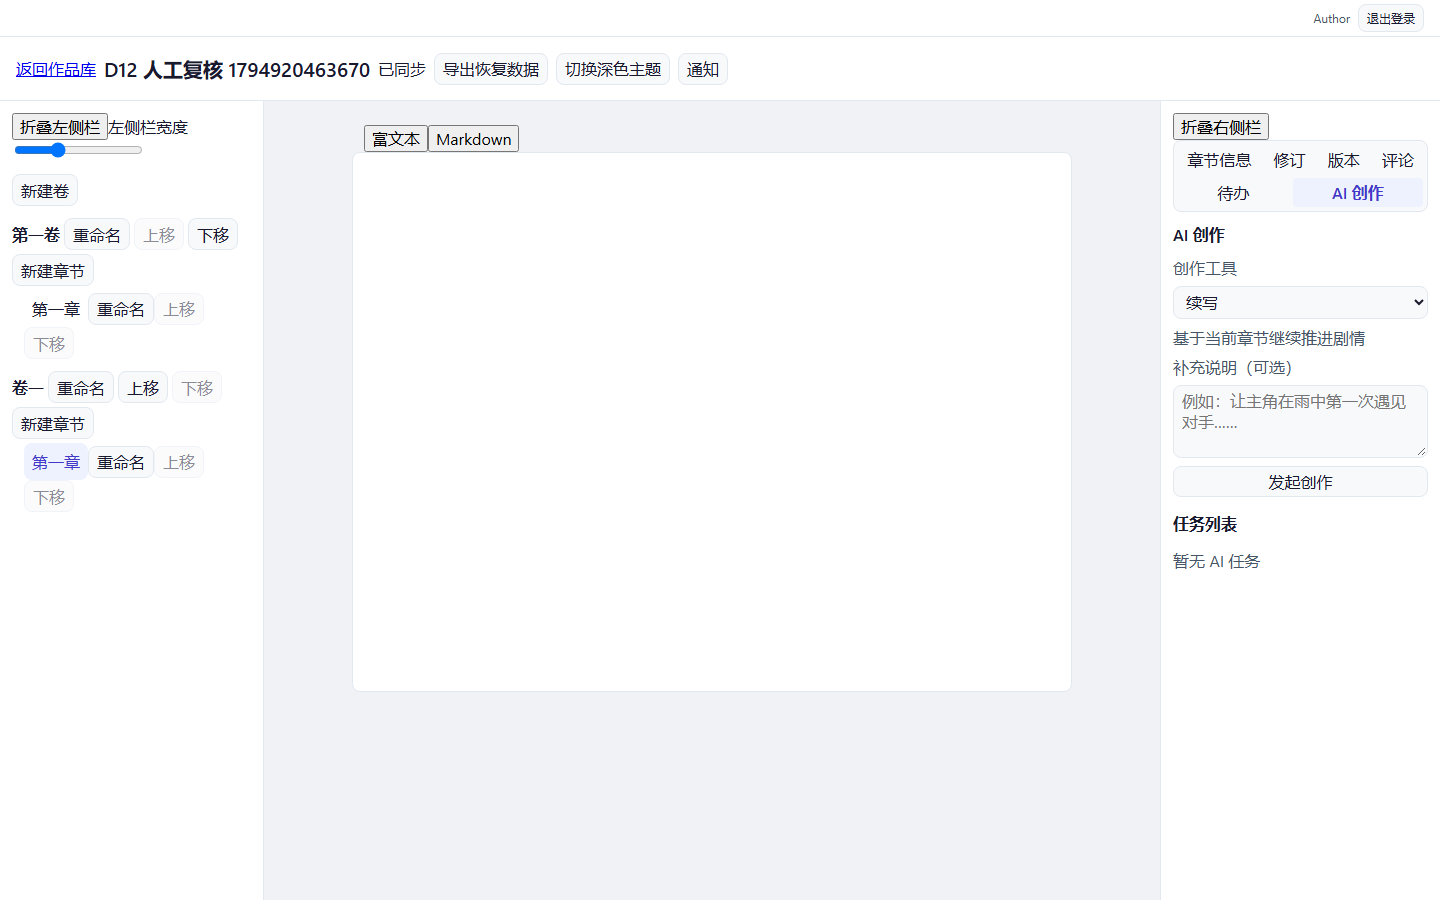 Author 退出登录
返回作品库 D12 人工复核 1794920463670 已同步 导出恢复数据 切换深色主题 通知
折叠左侧栏 左侧栏宽度
新建卷
第一卷 重命名 上移 下移
新建章节
第一章 重命名 上移
下移
卷一 重命名 上移 下移
新建章节
第一章 重命名 上移
下移
富文本 Markdown
折叠右侧栏
章节信息 修订 版本 评论
待办 AI 创作
AI 创作
创作工具
续写
基于当前章节继续推进剧情
补充说明（可选）
例如：让主角在雨中第一次遇见
对手……
发起创作
任务列表
暂无 AI 任务